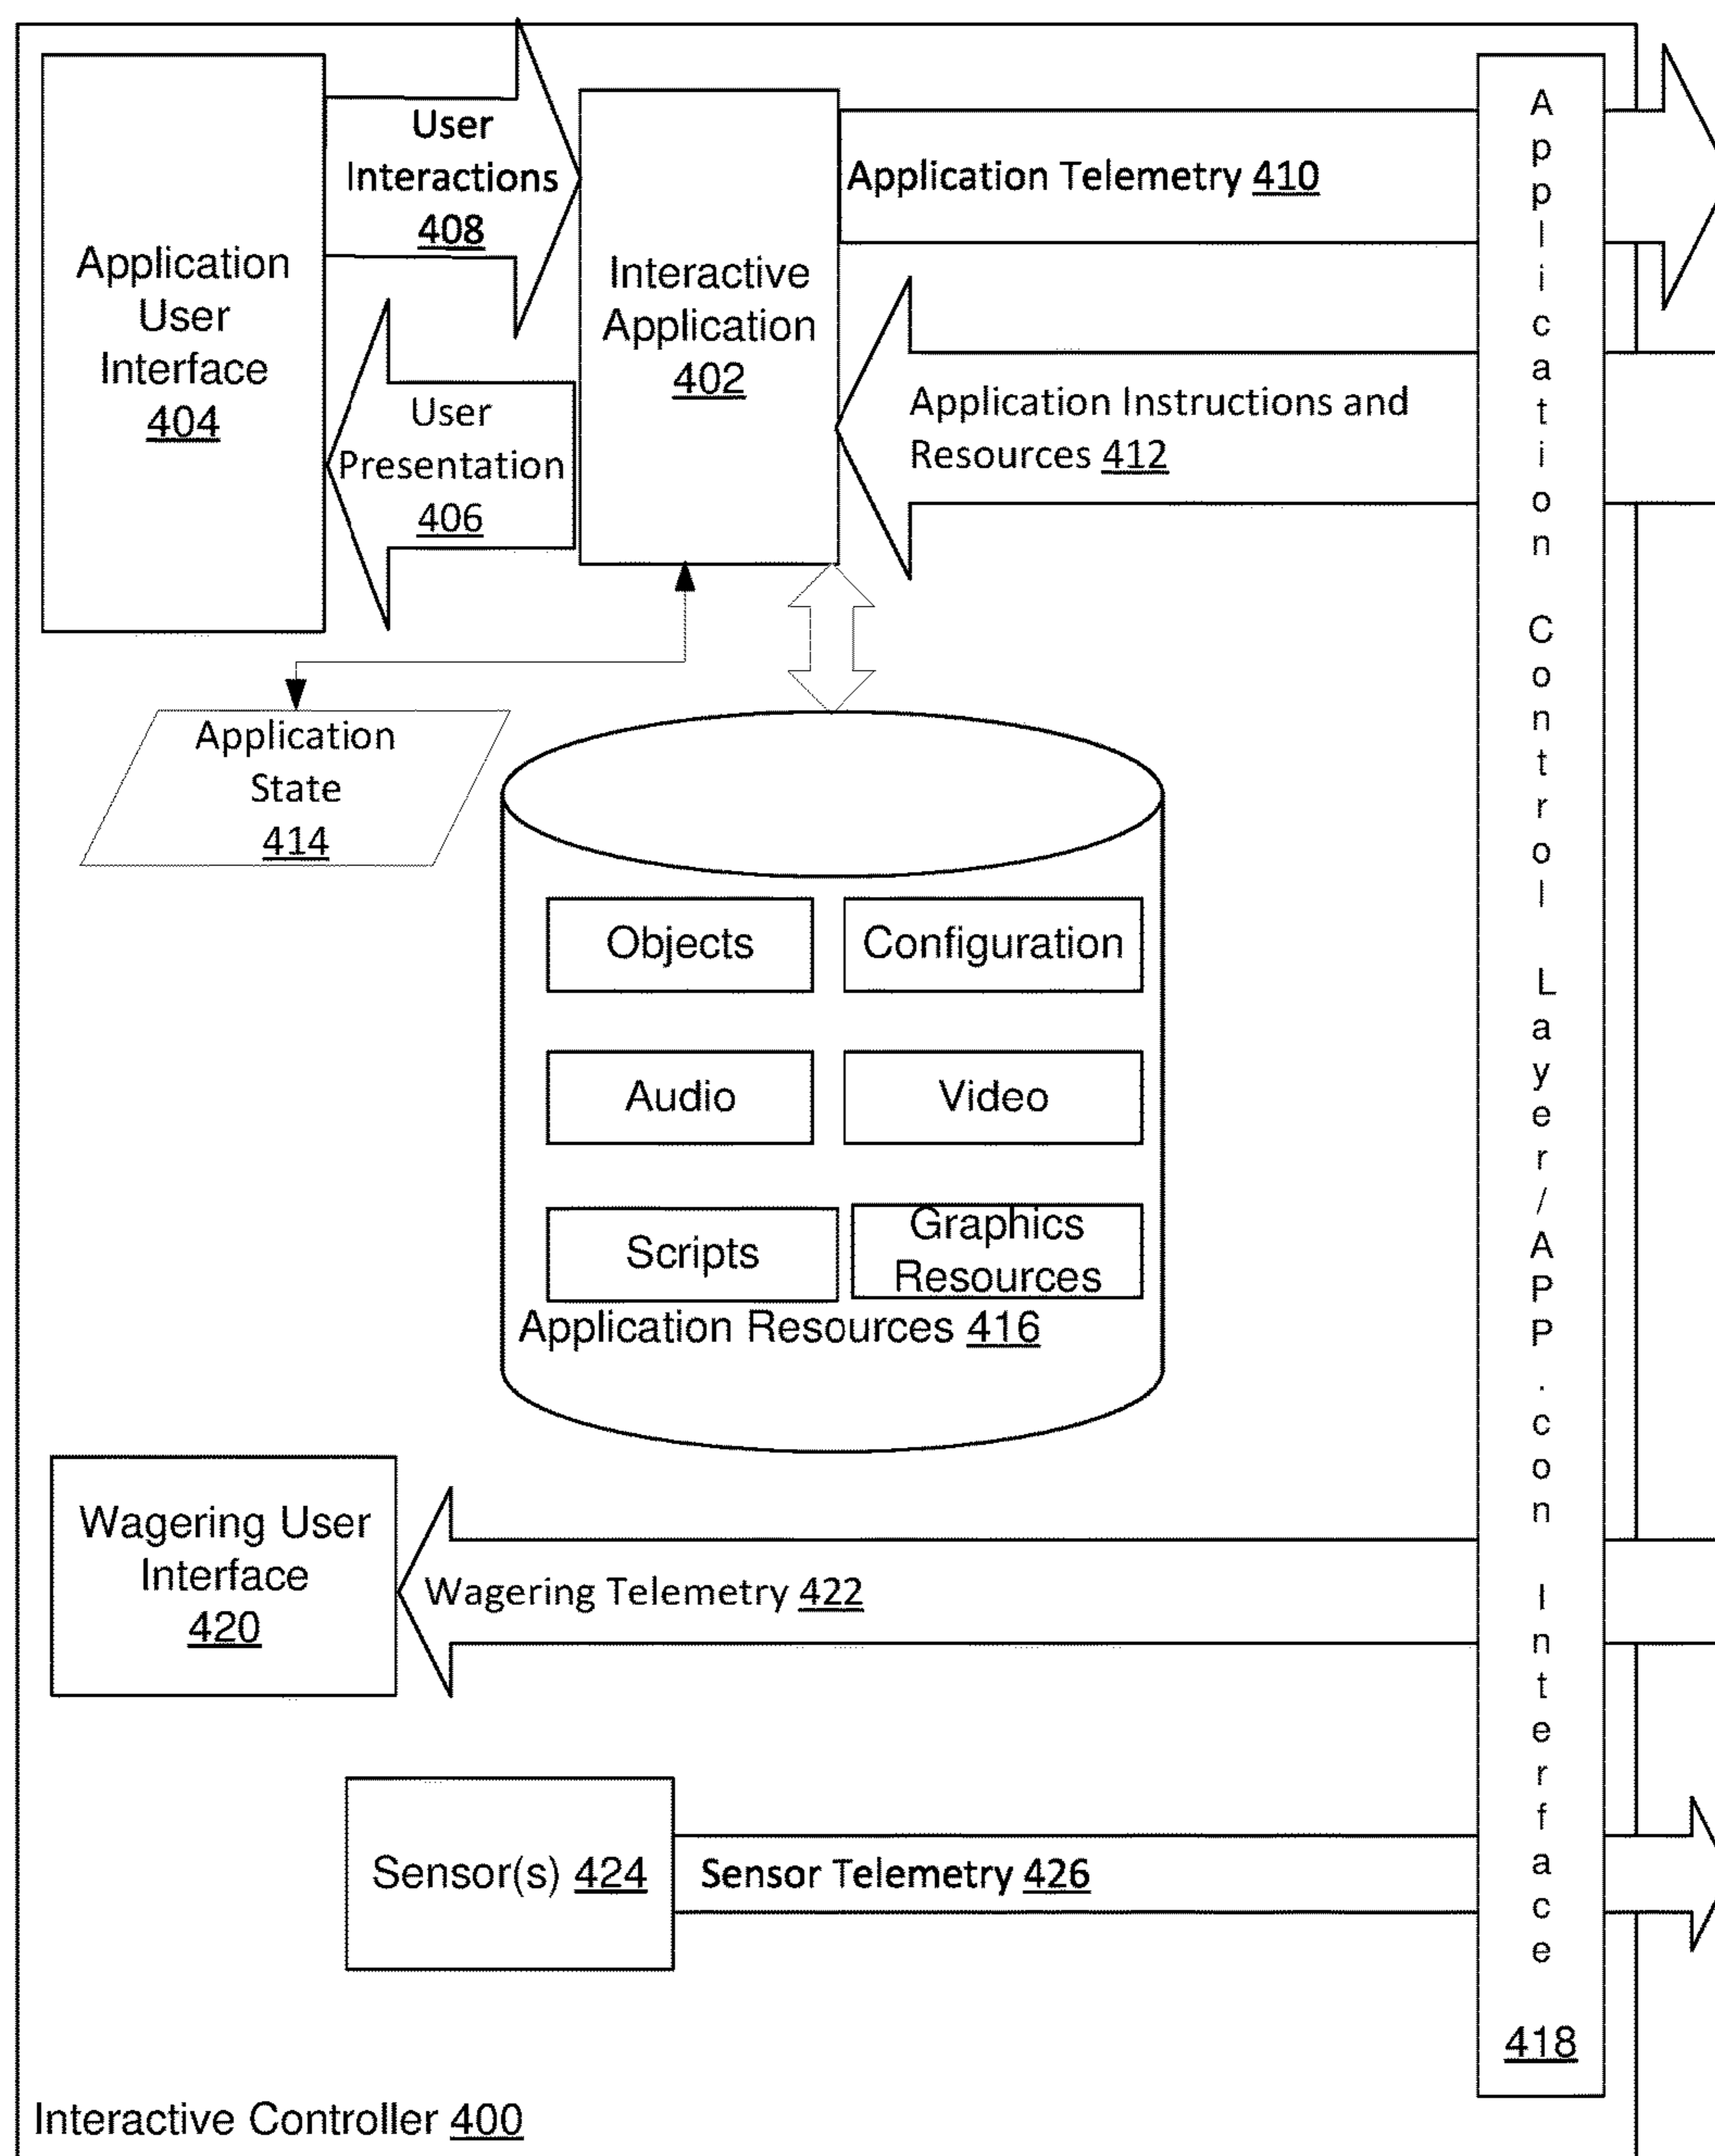 Application
User
Interface
404
User
Interactions
408
User
Presentation
406
Interactive
Application
402
Application Telemetry 410
Application Instructions and
Resources 412
Application
State
414
Objects
Configuration
Audio
Video
Scripts
Graphics
Resources
Application Resources 416
Wagering User
Interface
420
Wagering Telemetry 422
Sensor(s) 424
Sensor Telemetry 426
Application Control Layer/APP.con Interface
418
Interactive Controller 400